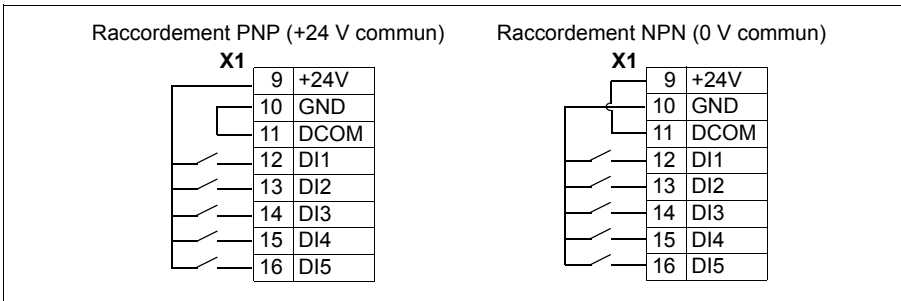 Raccordement PNP (+24 V commun)
X1
9 +24V
10 GND
11 DCOM
12 DI1
13 DI2
14 DI3
15 DI4
16 DI5
Raccordement NPN (0 V commun)
X1
9 +24V
10 GND
11 DCOM
12 DI1
13 DI2
14 DI3
15 DI4
16 DI5